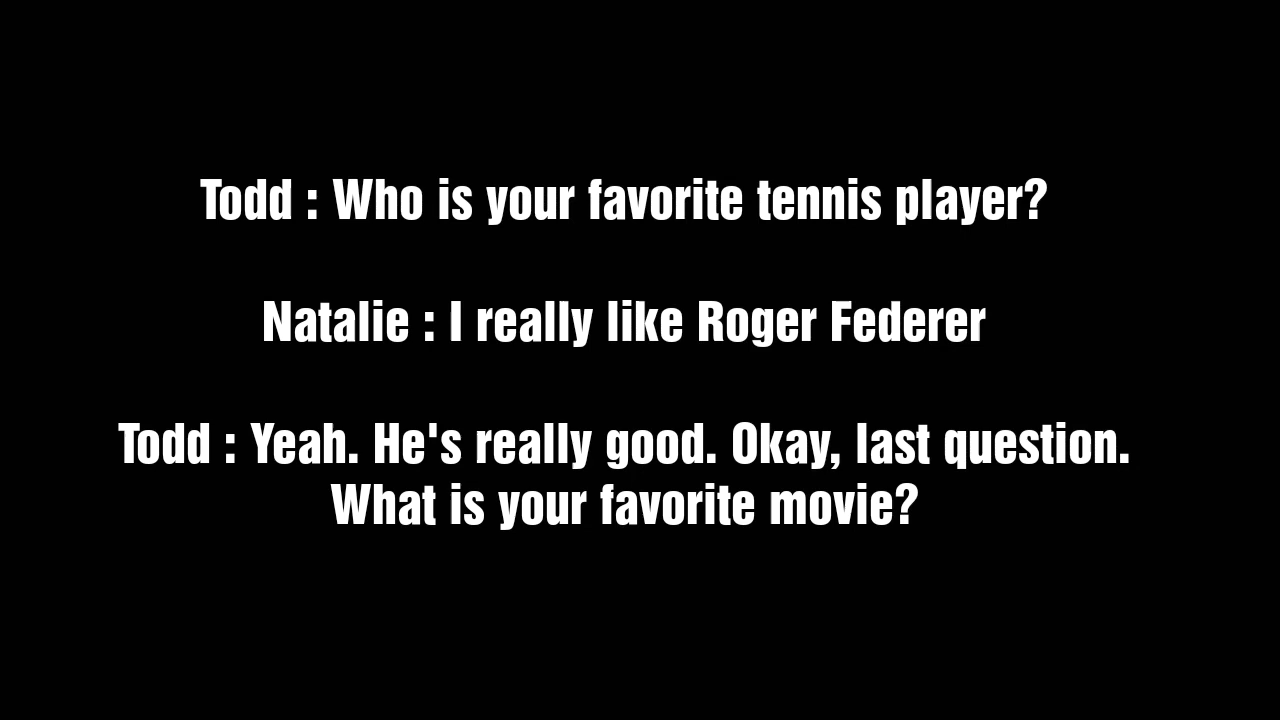 Todd : Who is your favorite tennis player?
Natalie : I really like Roger Federer
Todd : Yeah. He's really good. Okay, last question.
What is your favorite movie?